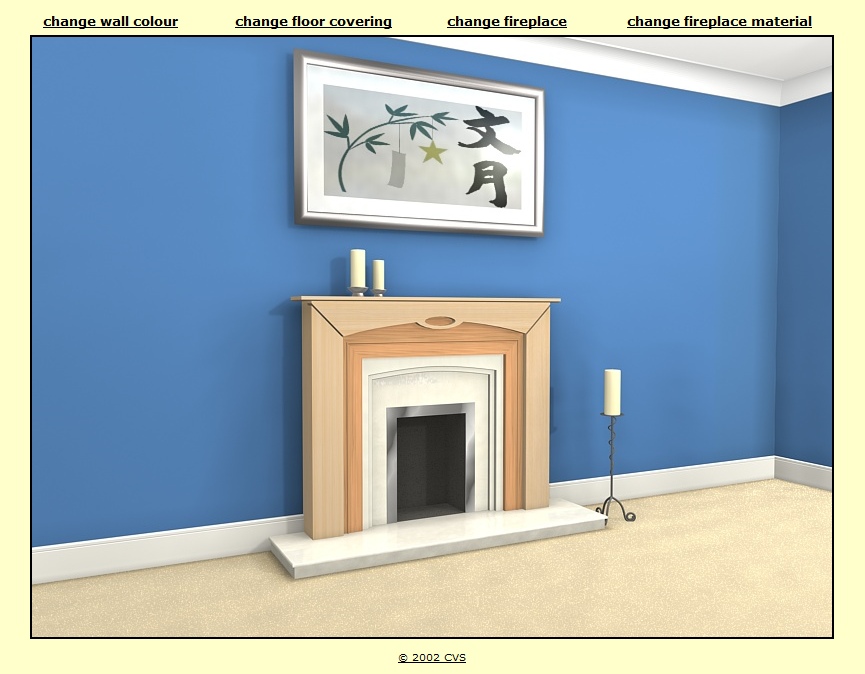 change wall colour
change floor covering
change fireplace
change fireplace material
文
月
© 2002 CVS